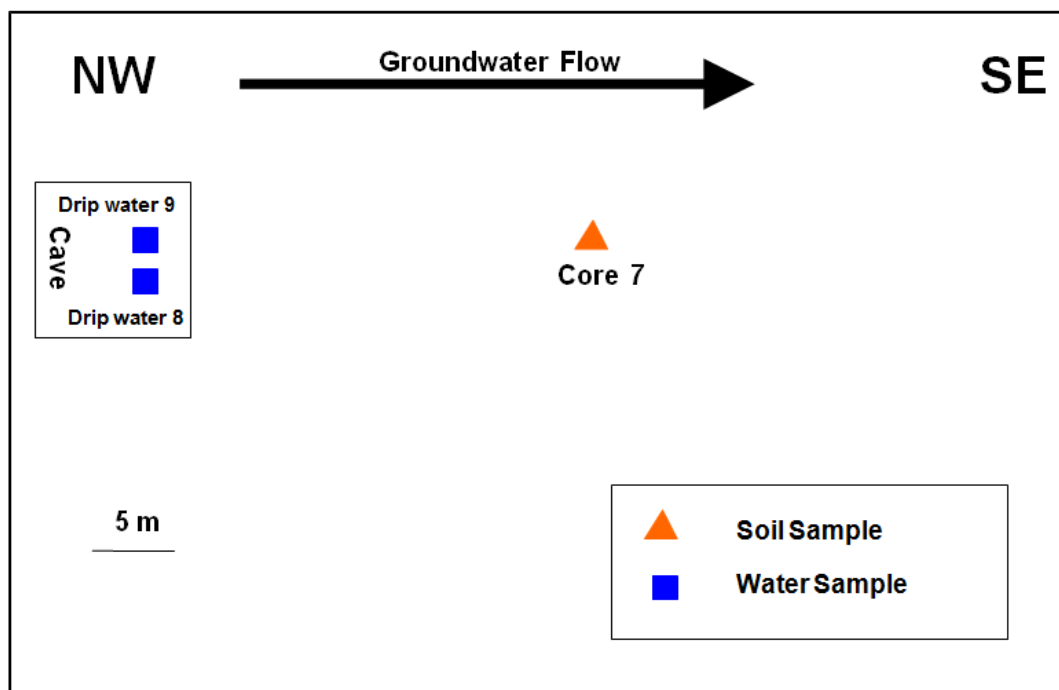 NW
Groundwater Flow
SE
Drip water 9
Cave
Drip water 8
Core 7
5 m
Soil Sample
Water Sample